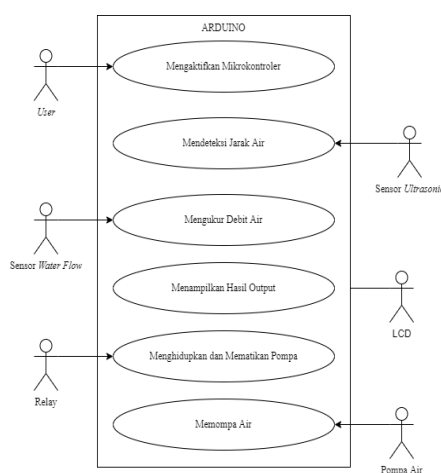 ARDUINO
Mengaktifkan Mikrokontroler
User
Mendeteksi Jarak Air
Sensor Ultrasonic
Mengukur Debit Air
Sensor Water Flow
Menampilkan Hasil Output
LCD
Menghidupkan dan Mematikan Pompa
Relay
Memompa Air
Pompa Air